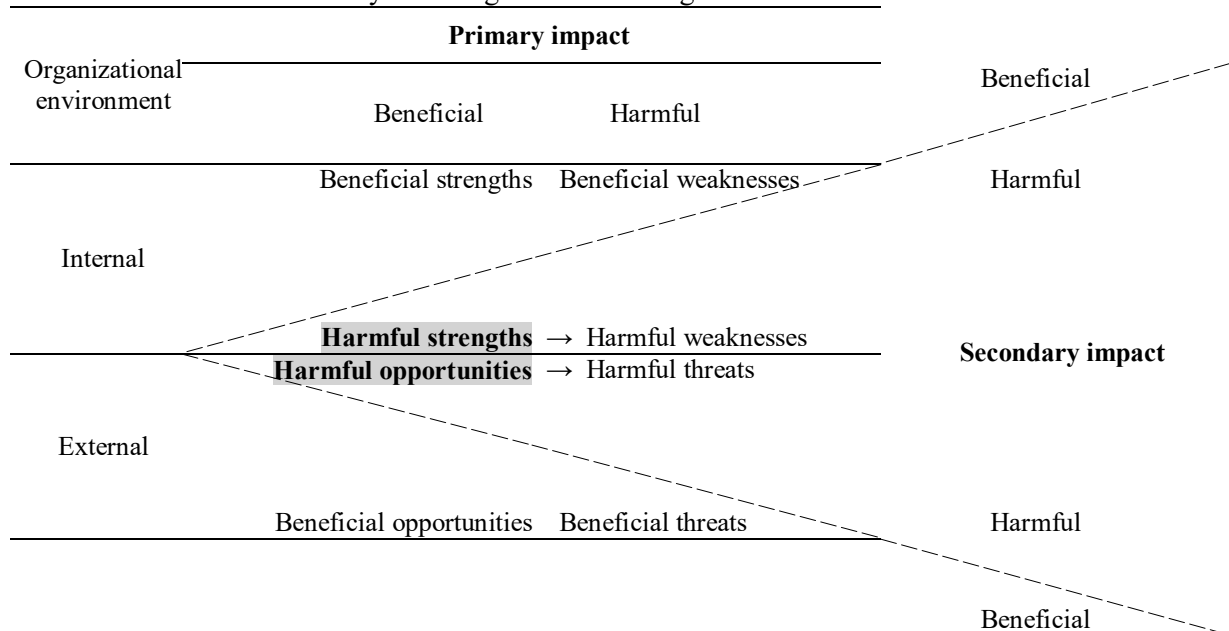 Primary impact
Organizational
environment
Beneficial
Beneficial Harmful
Beneficial strengths Beneficial weaknesses
Harmful
Internal
Harmful strengths → Harmful weaknesses
Secondary impact
Harmful opportunities → Harmful threats
External
Beneficial opportunities Beneficial threats
Harmful
Beneficial